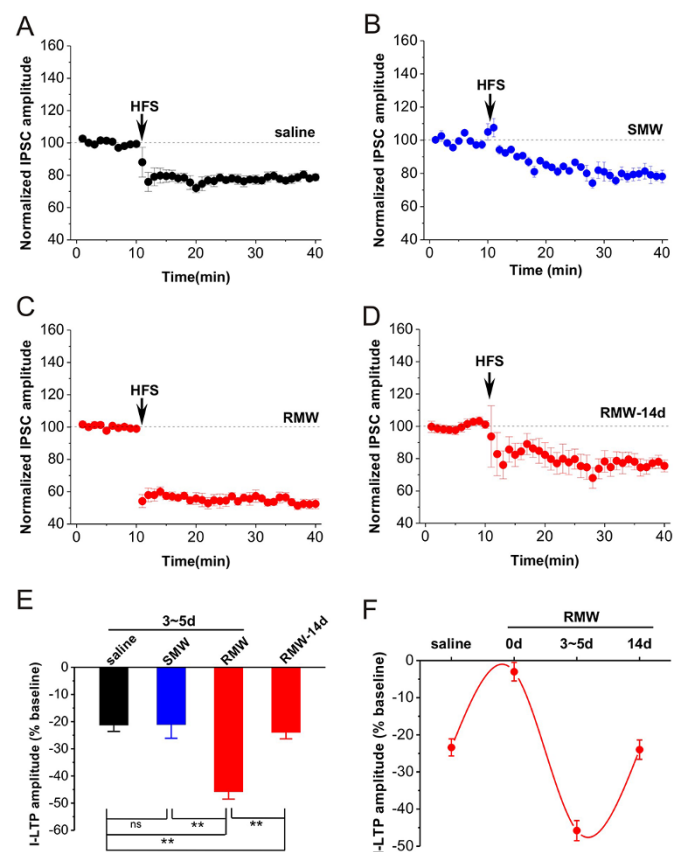 A
Normalized IPSC amplitude
160
140
120
100
80
60
40
HFS
saline
0 10 20 30 40
Time(min)
B
Normalized IPSC amplitude
160
140
120
100
80
60
40
HFS
SMW
0 10 20 30 40
Time (min)
C
Normalized IPSC amplitude
160
140
120
100
80
60
40
HFS
RMW
0 10 20 30 40
Time(min)
D
Normalized IPSC amplitude
160
140
120
100
80
60
40
HFS
RMW-14d
0 10 20 30 40
Time(min)
E
3~5d
saline SMW RMW RMW-14d
I-LTP amplitude (% baseline)
0
-10
-20
-30
-40
-50
-60
ns ** **
**
F
RMW
saline 0d 3~5d 14d
I-LTP amplitude (% baseline)
0
-10
-20
-30
-40
-50